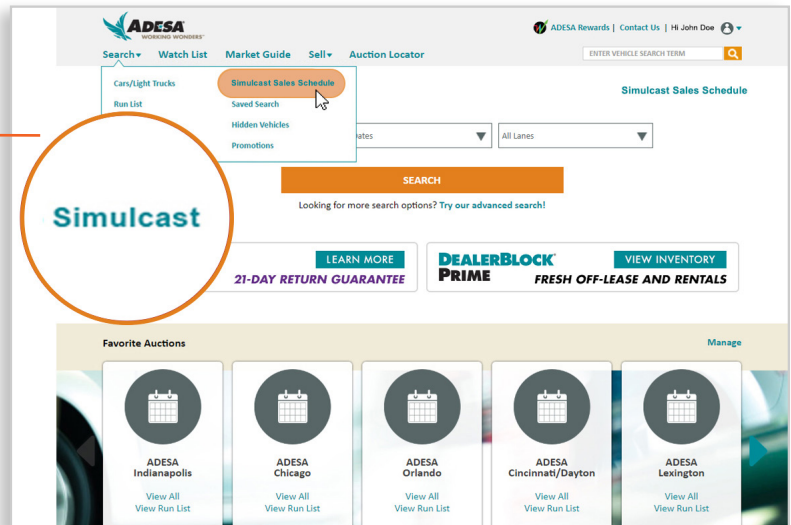 ADESA
WORKING WONDERS
ADESA Rewards | Contact Us | Hi John Doe
Search Watch List Market Guide Sell Auction Locator
ENTER VEHICLE SEARCH TERM
Cars/Light Trucks Simulcast Sales Schedule
Run List Saved Search
Hidden Vehicles
Promotions
Simulcast Sales Schedule
All Lanes
SEARCH
Looking for more search options? Try our advanced search!
Simulcast
LEARN MORE
21-DAY RETURN GUARANTEE
DEALERBLOCK
PRIME
VIEW INVENTORY
FRESH OFF-LEASE AND RENTALS
Favorite Auctions Manage
ADESA
Indianapolis
View All
View Run List
ADESA
Chicago
View All
View Run List
ADESA
Orlando
View All
View Run List
ADESA
Cincinnati/Dayton
View All
View Run List
ADESA
Lexington
View All
View Run List